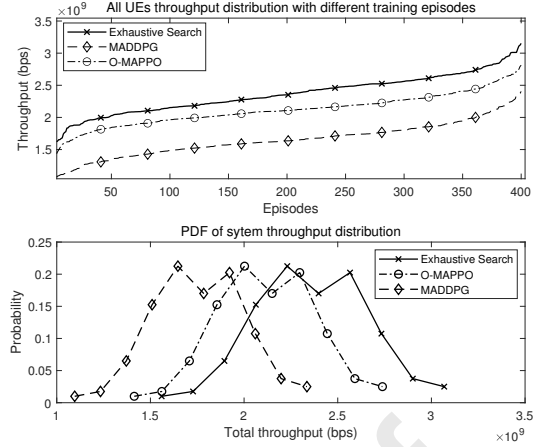 All UEs throughput distribution with different training episodes
×10^9
3.5
3
2.5
2
1.5
Throughput (bps)
Exhaustive Search
MADDPG
O-MAPPO
50 100 150 200 250 300 350 400
Episodes
PDF of sytem throughput distribution
0.25
0.2
0.15
0.1
0.05
0
Probability
Exhaustive Search
O-MAPPO
MADDPG
1 1.5 2 2.5 3 3.5
Total throughput (bps)
×10^9